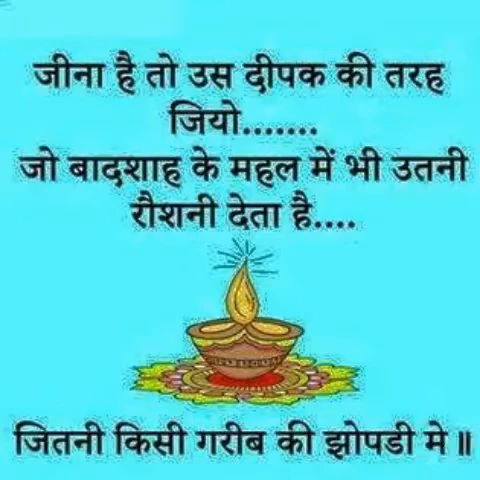 जीना है तो उस दीपक की तरह
जियो.......
जो बादशाह के महल में भी उतनी
रौशनी देता है....
जितनी किसी गरीब की झोपडी मे ॥